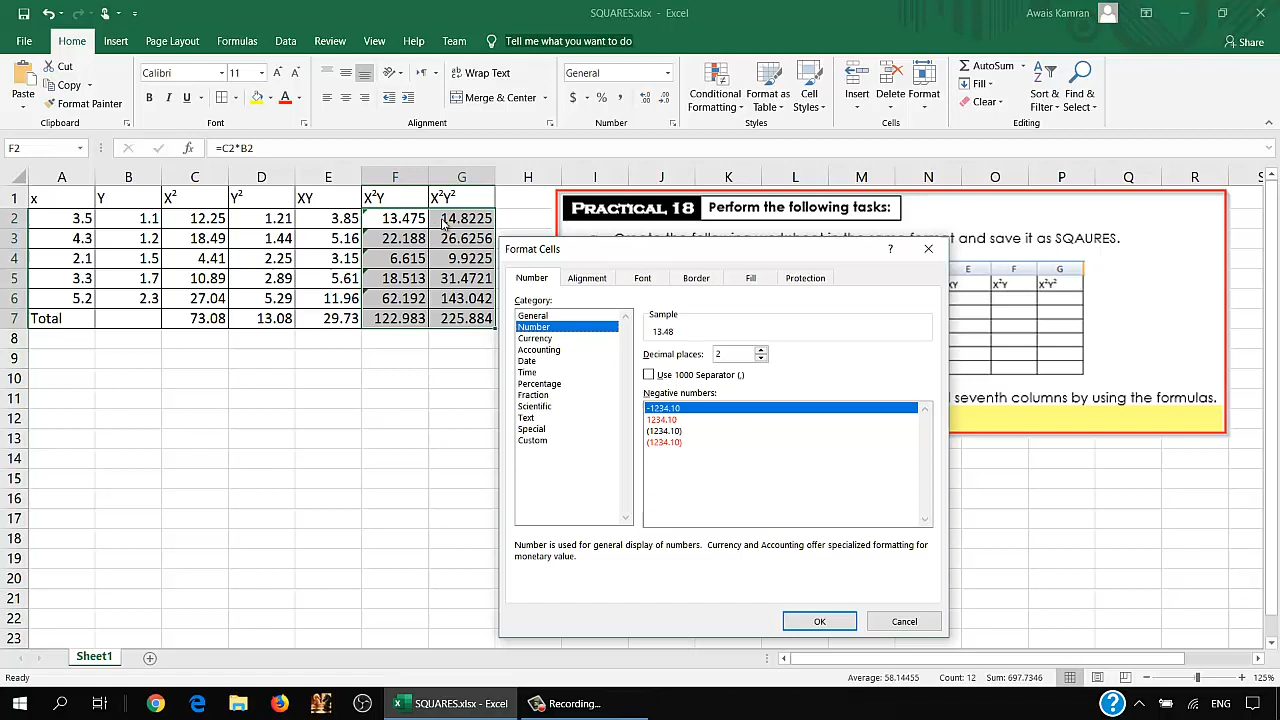 SQUARES.xlsx - Excel
Awais Kamran
File Home Insert Page Layout Formulas Data Review View Help Team Tell me what you want to do Share
Paste
Cut
Copy
Format Painter
Clipboard
Calibri 11
B I U
Font
Wrap Text
Merge & Center
Alignment
General
$ % ,
Number
Conditional Formatting
Format as Table
Cell Styles
Styles
Insert Delete Format
Cells
AutoSum
Fill
Clear
Sort & Filter
Find & Select
Editing
F2 fx =C2*B2
A B C D E F G H I J K L M N O P Q R S
1 x Y X² Y² XY X²Y X²Y²
2 3.5 1.1 12.25 1.21 3.85 13.475 14.8225
3 4.3 1.2 18.49 1.44 5.16 22.188 26.6256
4 2.1 1.5 4.41 2.25 3.15 6.615 9.9225
5 3.3 1.7 10.89 2.89 5.61 18.513 31.4721
6 5.2 2.3 27.04 5.29 11.96 62.192 143.042
7 Total 73.08 13.08 29.73 122.983 225.884
8
9
10
11
12
13
14
15
16
17
18
19
20
21
22
23
PRACTICAL 18 Perform the following tasks:
SQAURES.
E F G
XY X²Y X²Y²
seventh columns by using the formulas.
Format Cells ?
Number Alignment Font Border Fill Protection
Category:
General
Number
Currency
Accounting
Date
Time
Percentage
Fraction
Scientific
Text
Special
Custom
Sample
13.48
Decimal places: 2
Use 1000 Separator (,)
Negative numbers:
-1234.10
1234.10
(1234.10)
(1234.10)
Number is used for general display of numbers. Currency and Accounting offer specialized formatting for
monetary value.
OK Cancel
Sheet1
Ready Average: 58.14455 Count: 12 Sum: 697.7346 125%
SQUARES.xlsx - Excel Recording... ENG